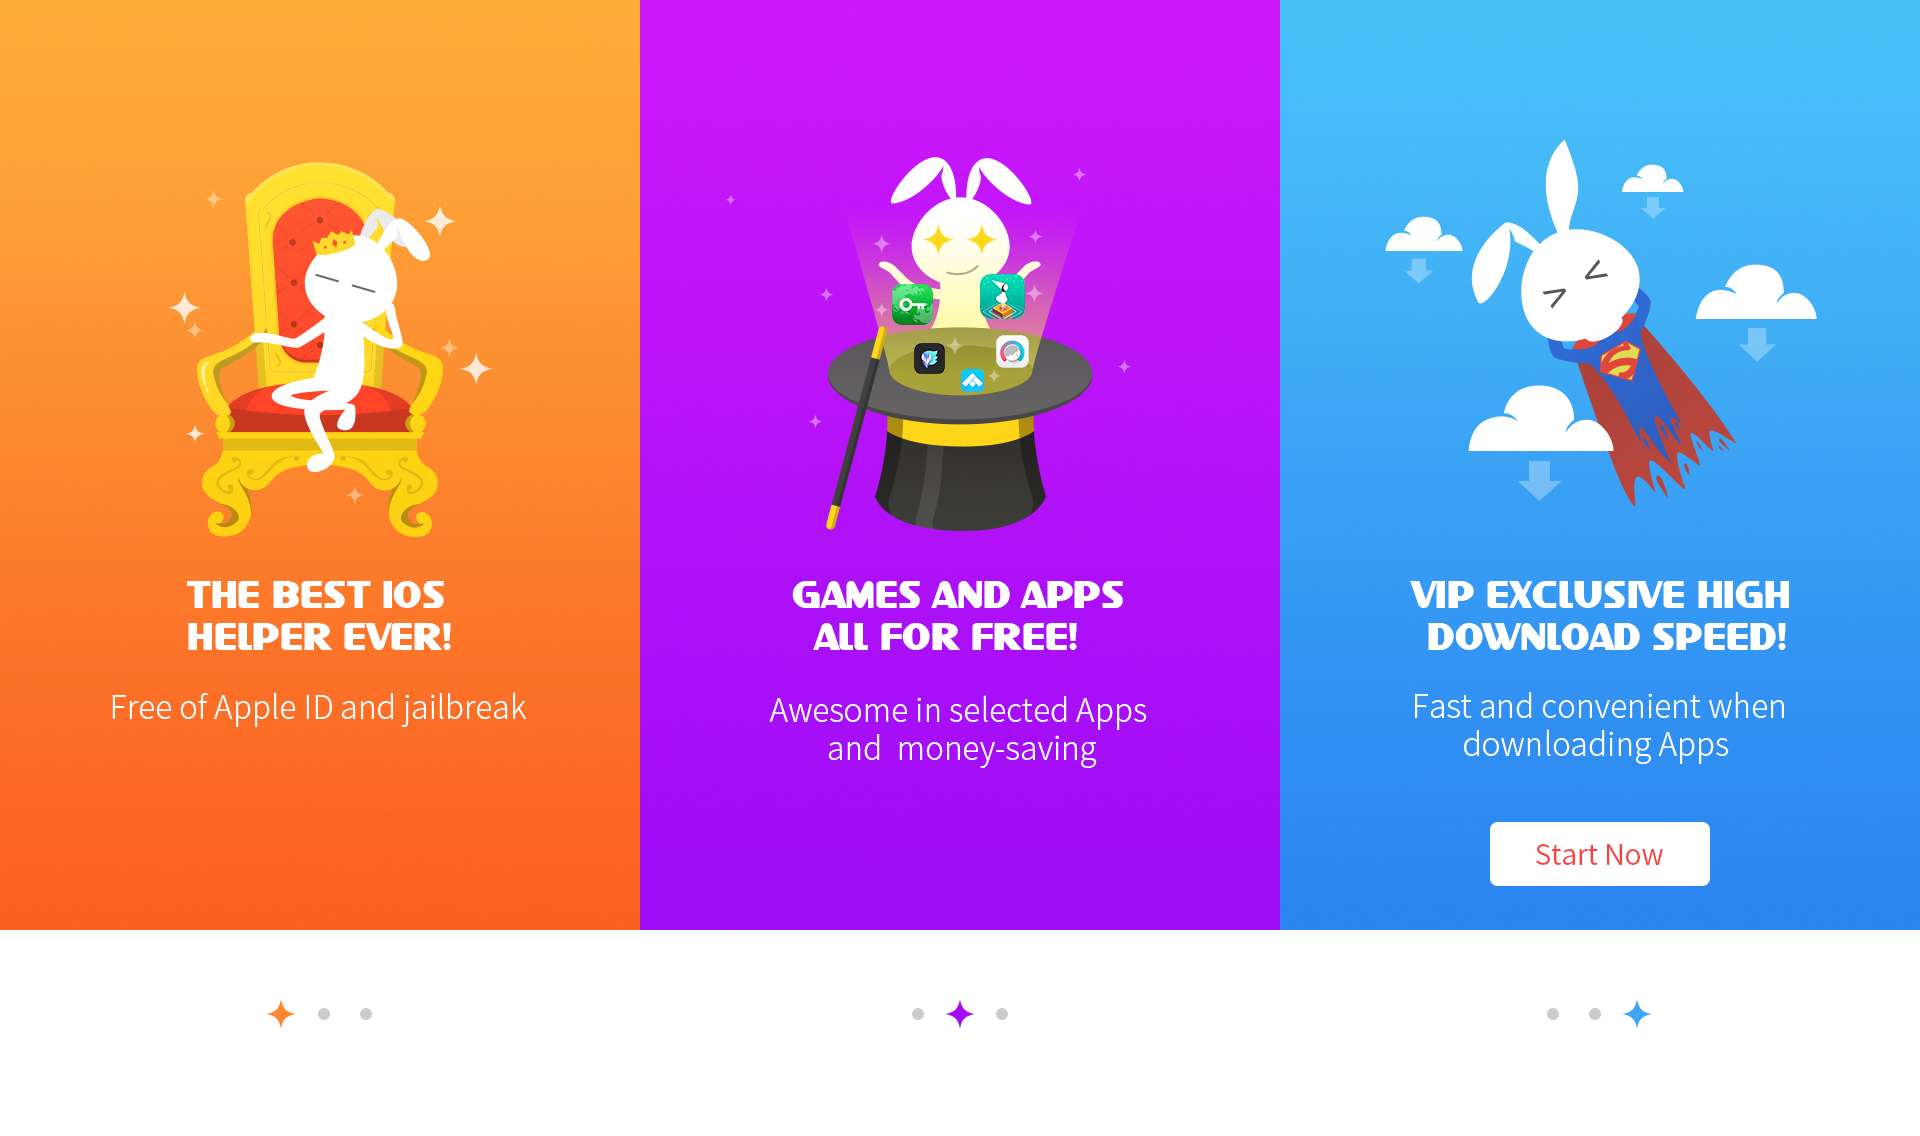 THE BEST IOS
HELPER EVER!
Free of Apple ID and jailbreak
GAMES AND APPS
ALL FOR FREE!
Awesome in selected Apps
and  money-saving
VIP EXCLUSIVE HIGH
DOWNLOAD SPEED!
Fast and convenient when
downloading Apps
Start Now